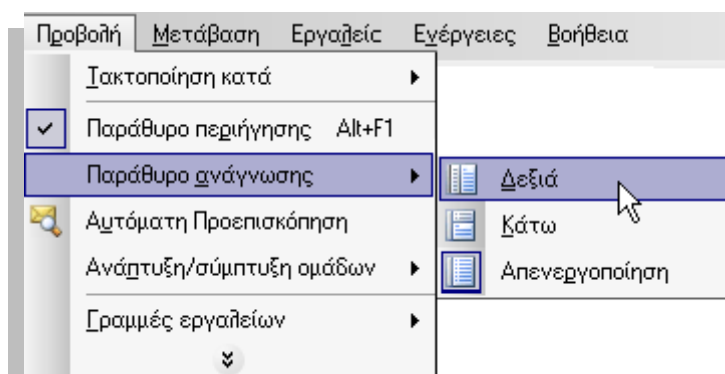 Προβολή Μετάβαση Εργαλείς Ενέργειες Βοήθεια
Τακτοποίηση κατά
Παράθυρο περιήγησης Alt+F1
Παράθυρο ανάγνωσης
Αυτόματη Προεπισκόπηση
Ανάπτυξη/σύμπτυξη ομάδων
Γραμμές εργαλείων
Δεξιά
Κάτω
Απενεργοποίηση